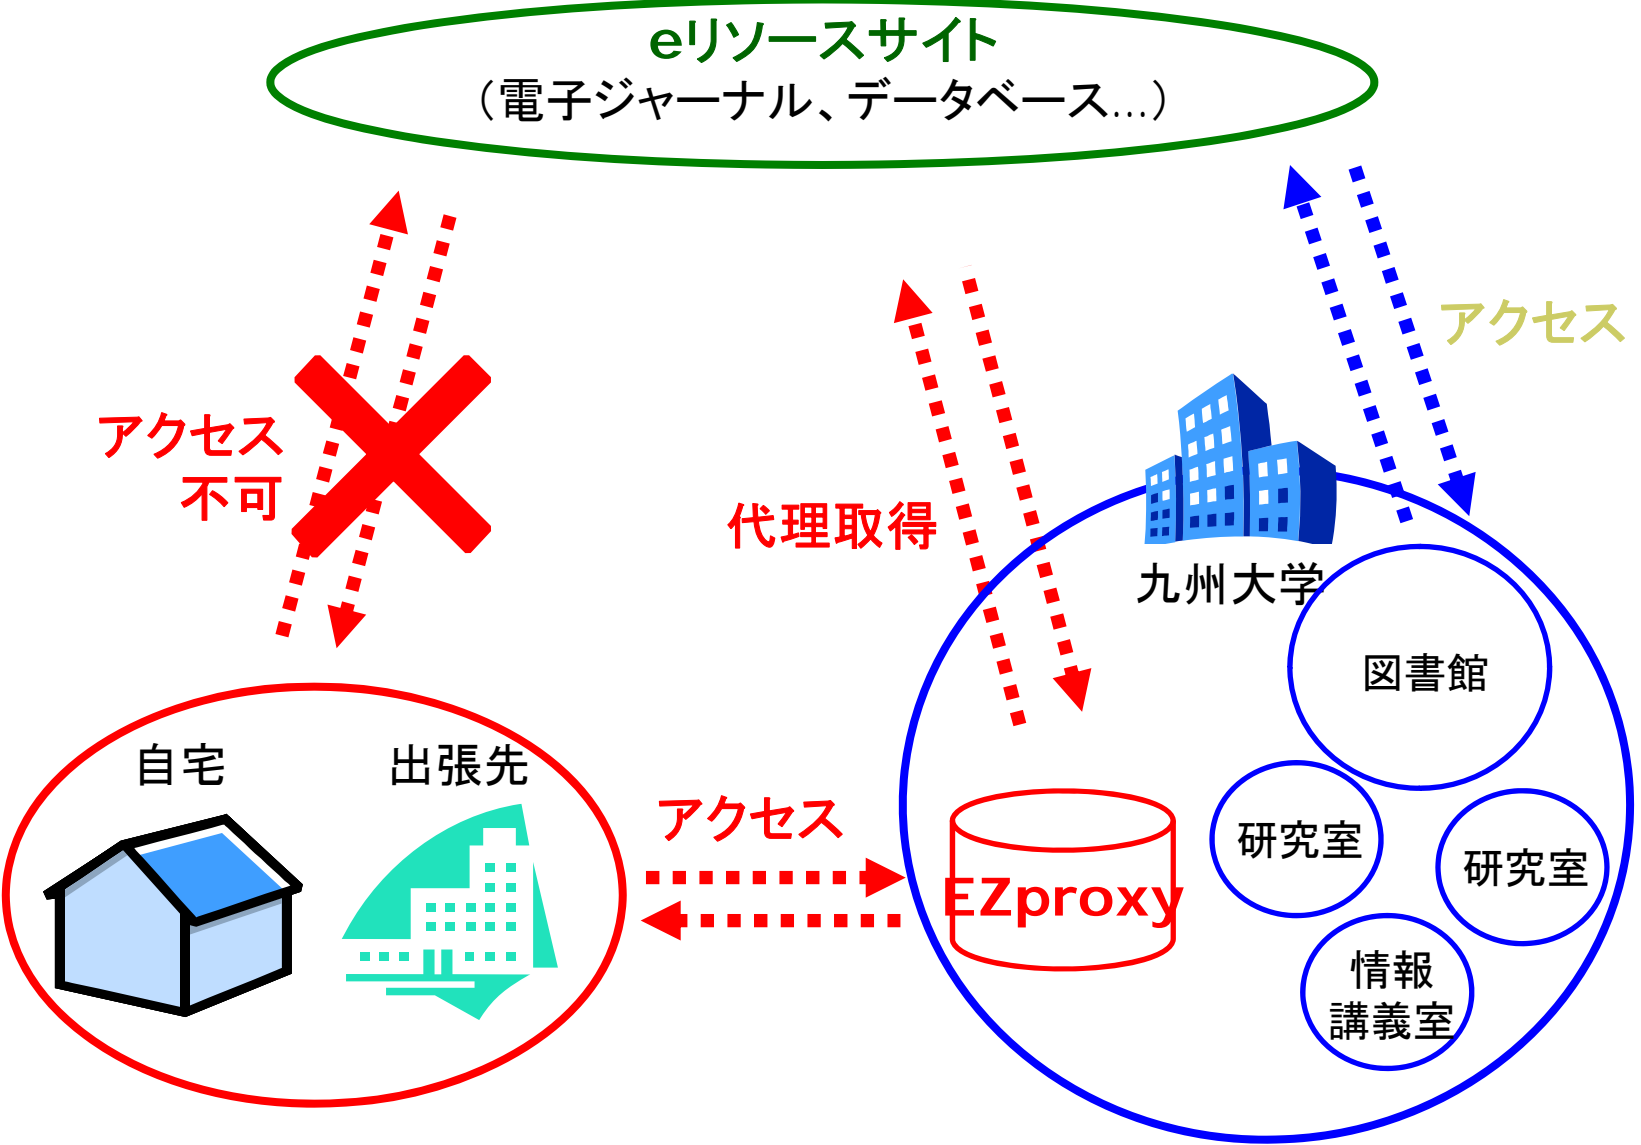 eリソースサイト
（電子ジャーナル、データベース…）
アクセス
アクセス
不可
代理取得
九州大学
図書館
自宅
出張先
アクセス
研究室
研究室
EZproxy
情報
講義室